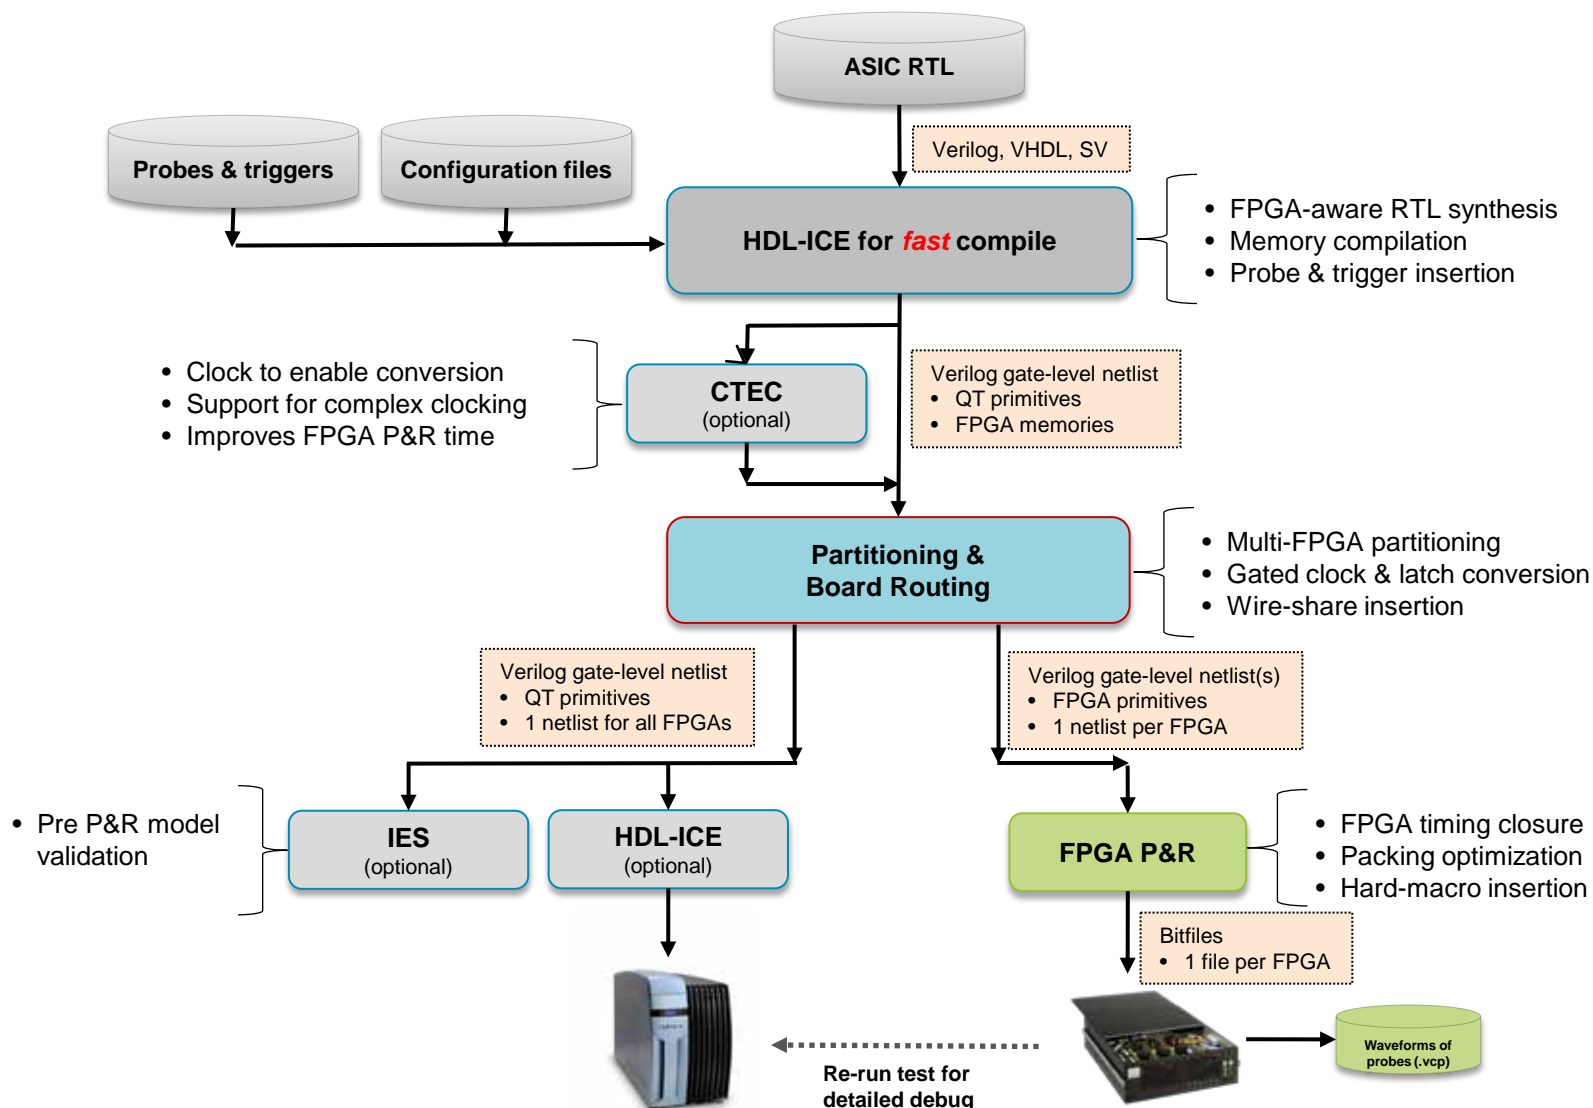 ASIC RTL
Probes & triggers
Configuration files
Verilog, VHDL, SV
HDL-ICE for fast compile
• FPGA-aware RTL synthesis
• Memory compilation
• Probe & trigger insertion
• Clock to enable conversion
• Support for complex clocking
• Improves FPGA P&R time
CTEC
(optional)
Verilog gate-level netlist
• QT primitives
• FPGA memories
Partitioning &
Board Routing
• Multi-FPGA partitioning
• Gated clock & latch conversion
• Wire-share insertion
Verilog gate-level netlist
• QT primitives
• 1 netlist for all FPGAs
Verilog gate-level netlist(s)
• FPGA primitives
• 1 netlist per FPGA
• Pre P&R model
validation
IES
(optional)
HDL-ICE
(optional)
FPGA P&R
• FPGA timing closure
• Packing optimization
• Hard-macro insertion
Bitfiles
• 1 file per FPGA
Re-run test for
detailed debug
Waveforms of
probes (.vcp)